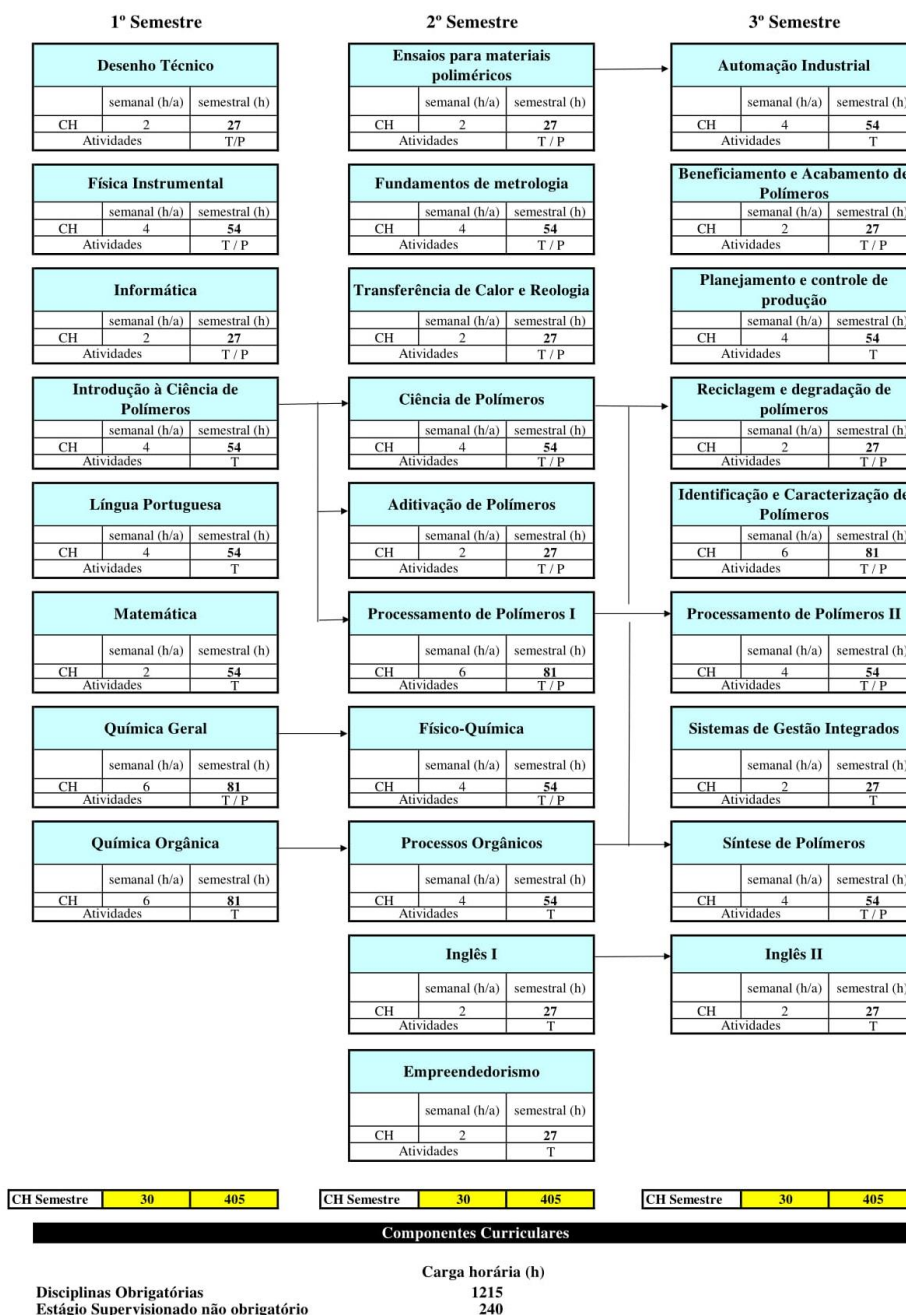 1º Semestre
2º Semestre
3º Semestre
Desenho Técnico
semanal (h/a) semestral (h)
CH 2 27
Atividades T/P
Ensaios para materiais
poliméricos
semanal (h/a) semestral (h)
CH 2 27
Atividades T / P
Automação Industrial
semanal (h/a) semestral (h)
CH 4 54
Atividades T
Física Instrumental
semanal (h/a) semestral (h)
CH 4 54
Atividades T / P
Fundamentos de metrologia
semanal (h/a) semestral (h)
CH 4 54
Atividades T / P
Beneficiamento e Acabamento de
Polímeros
semanal (h/a) semestral (h)
CH 2 27
Atividades T / P
Informática
semanal (h/a) semestral (h)
CH 2 27
Atividades T / P
Transferência de Calor e Reologia
semanal (h/a) semestral (h)
CH 2 27
Atividades T / P
Planejamento e controle de
produção
semanal (h/a) semestral (h)
CH 4 54
Atividades T
Introdução à Ciência de
Polímeros
semanal (h/a) semestral (h)
CH 4 54
Atividades T
Ciência de Polímeros
semanal (h/a) semestral (h)
CH 4 54
Atividades T / P
Reciclagem e degradação de
polímeros
semanal (h/a) semestral (h)
CH 2 27
Atividades T / P
Língua Portuguesa
semanal (h/a) semestral (h)
CH 4 54
Atividades T
Aditivação de Polímeros
semanal (h/a) semestral (h)
CH 2 27
Atividades T / P
Identificação e Caracterização de
Polímeros
semanal (h/a) semestral (h)
CH 6 81
Atividades T / P
Matemática
semanal (h/a) semestral (h)
CH 2 54
Atividades T
Processamento de Polímeros I
semanal (h/a) semestral (h)
CH 6 81
Atividades T / P
Processamento de Polímeros II
semanal (h/a) semestral (h)
CH 4 54
Atividades T / P
Química Geral
semanal (h/a) semestral (h)
CH 6 81
Atividades T / P
Físico-Química
semanal (h/a) semestral (h)
CH 4 54
Atividades T / P
Sistemas de Gestão Integrados
semanal (h/a) semestral (h)
CH 2 27
Atividades T
Química Orgânica
semanal (h/a) semestral (h)
CH 6 81
Atividades T
Processos Orgânicos
semanal (h/a) semestral (h)
CH 4 54
Atividades T
Síntese de Polímeros
semanal (h/a) semestral (h)
CH 4 54
Atividades T / P
Inglês I
semanal (h/a) semestral (h)
CH 2 27
Atividades T
Inglês II
semanal (h/a) semestral (h)
CH 2 27
Atividades T
Empreendedorismo
semanal (h/a) semestral (h)
CH 2 27
Atividades T
CH Semestre 30 405
CH Semestre 30 405
CH Semestre 30 405
Componentes Curriculares
Carga horária (h)
Disciplinas Obrigatórias 1215
Estágio Supervisionado não obrigatório 240